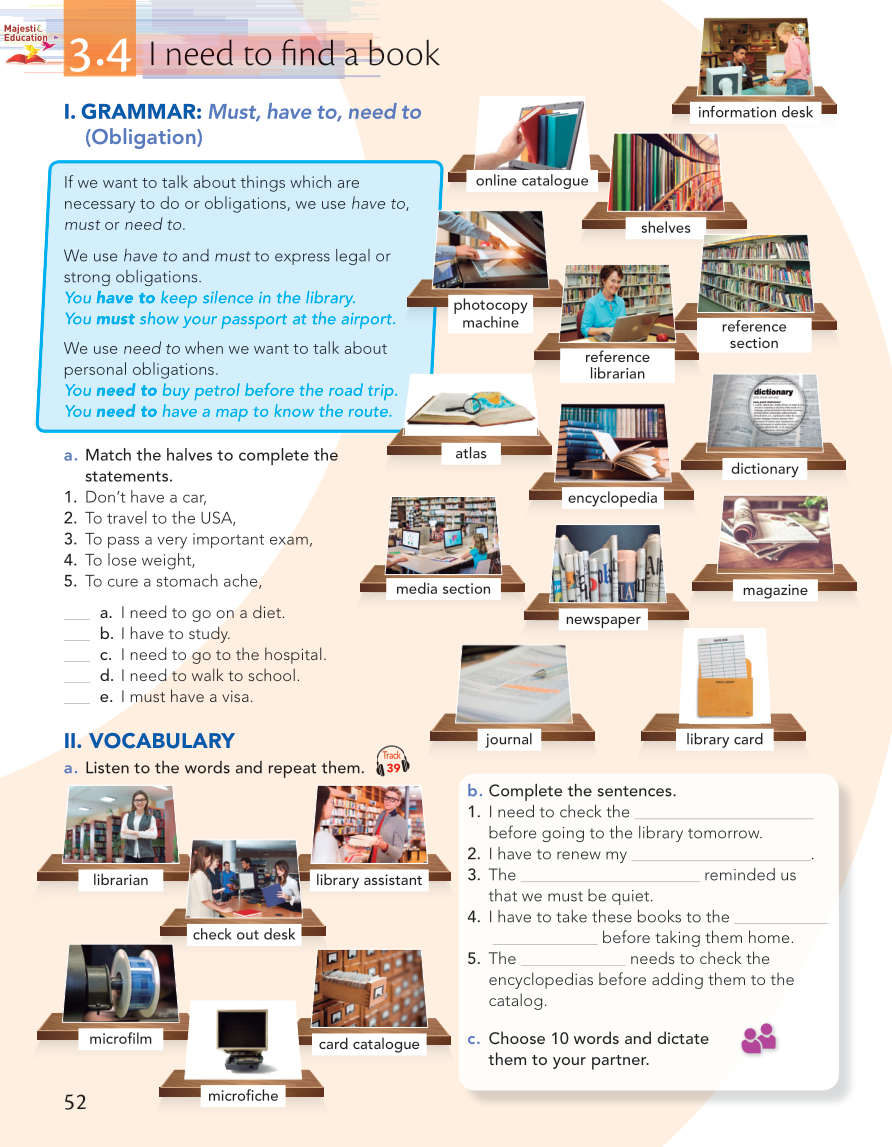 Majestic
Education
3.4 I need to find a book
I. GRAMMAR: Must, have to, need to
(Obligation)
If we want to talk about things which are
necessary to do or obligations, we use have to,
must or need to.
We use have to and must to express legal or
strong obligations.
You have to keep silence in the library.
You must show your passport at the airport.
We use need to when we want to talk about
personal obligations.
You need to buy petrol before the road trip.
You need to have a map to know the route.
a. Match the halves to complete the
statements.
1. Don't have a car,
2. To travel to the USA,
3. To pass a very important exam,
4. To lose weight,
5. To cure a stomach ache,
___ a. I need to go on a diet.
___ b. I have to study.
___ c. I need to go to the hospital.
___ d. I need to walk to school.
___ e. I must have a visa.
information desk
online catalogue
shelves
photocopy
machine
reference
librarian
reference
section
atlas
encyclopedia
dictionary
dictionary
media section
newspaper
magazine
journal
library card
II. VOCABULARY
a. Listen to the words and repeat them.
Track
39
librarian
library assistant
check out desk
microfilm
card catalogue
microfiche
b. Complete the sentences.
1. I need to check the ____________________
before going to the library tomorrow.
2. I have to renew my ____________________.
3. The ____________________ reminded us
that we must be quiet.
4. I have to take these books to the __________
____________ before taking them home.
5. The ____________ needs to check the
encyclopedias before adding them to the
catalog.
c. Choose 10 words and dictate
them to your partner.
52